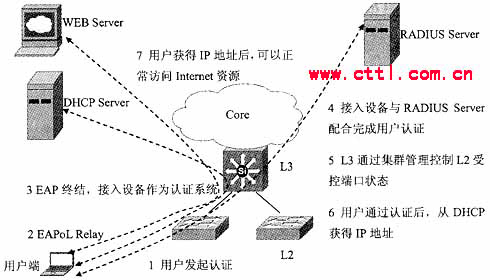 WEB Server
7 用户获得 IP 地址后,可以正
常访问 Internet 资源
RADIUS Server
www.cttl.com.cn
DHCP Server
Core
4 接入设备与 RADIUS Server
配合完成用户认证
Si
L3
5 L3 通过集群管理控制 L2 受
控端口状态
3 EAP 终结,接入设备作为认证系统
6 用户通过认证后,从 DHCP
获得 IP 地址
2 EAPoL Relay
用户端
1 用户发起认证
L2